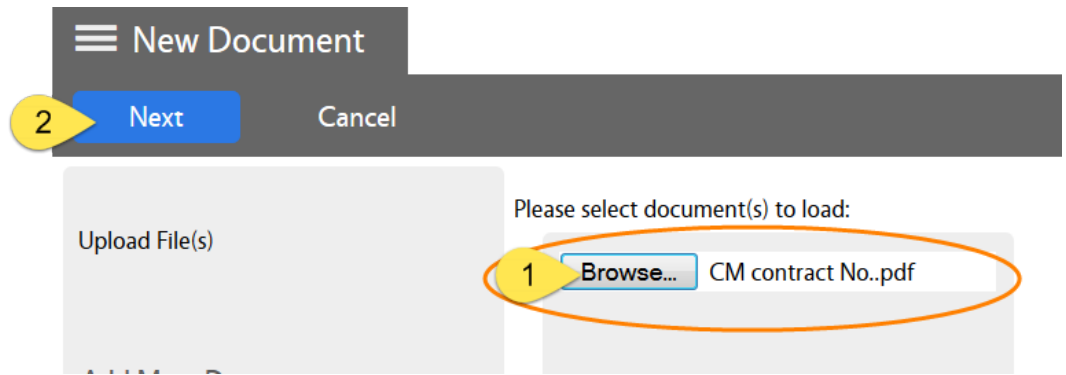 New Document
2
Next
Cancel
Please select document(s) to load:
Upload File(s)
1
Browse...
CM contract No..pdf